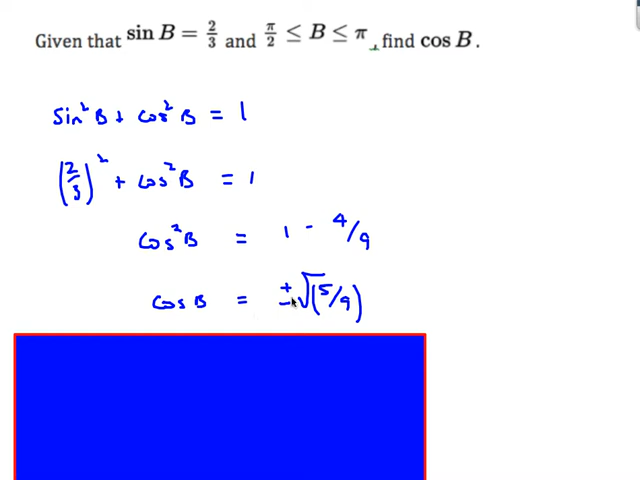 Given that sin B = 2/3 and π/2 ≤ B ≤ π, find cos B.
sin²B + cos²B = 1
(2/3)² + cos²B = 1
cos²B = 1 - 4/9
cos B = ±√(5/9)